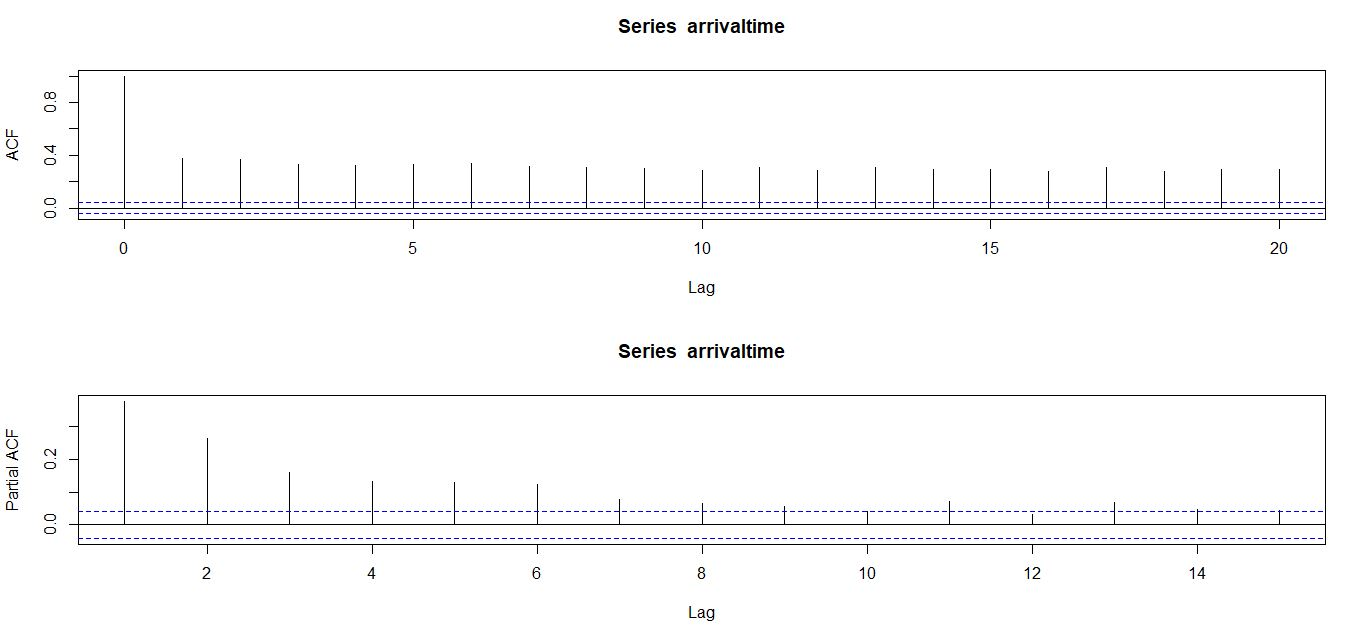 Series arrivaltime
ACF
0.8
0.4
0.0
0 5 10 15 20
Lag
Series arrivaltime
Partial ACF
0.2
0.0
2 4 6 8 10 12 14
Lag